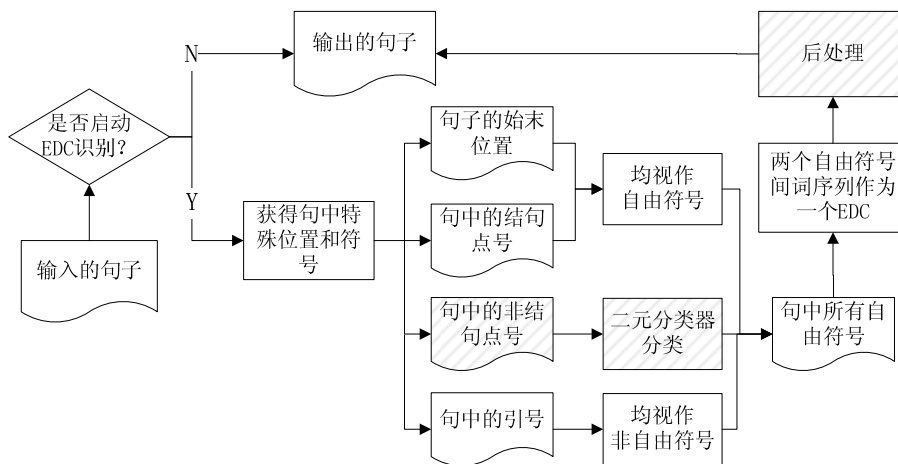 N
输出的句子
后处理
是否启动
EDC识别？
句子的始末
位置
均视作
自由符号
两个自由符号
间词序列作为
一个EDC
Y
获得句中特
殊位置和符
号
句中的结句
点号
输入的句子
句中的非结
句点号
二元分类器
分类
句中所有自
由符号
句中的引号
均视作
非自由符号